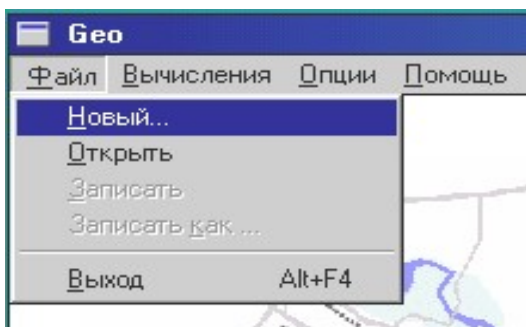 Geo
Файл Вычисления Опции Помощь
Новый...
Открыть
Записать
Записать как ...
Выход Alt+F4